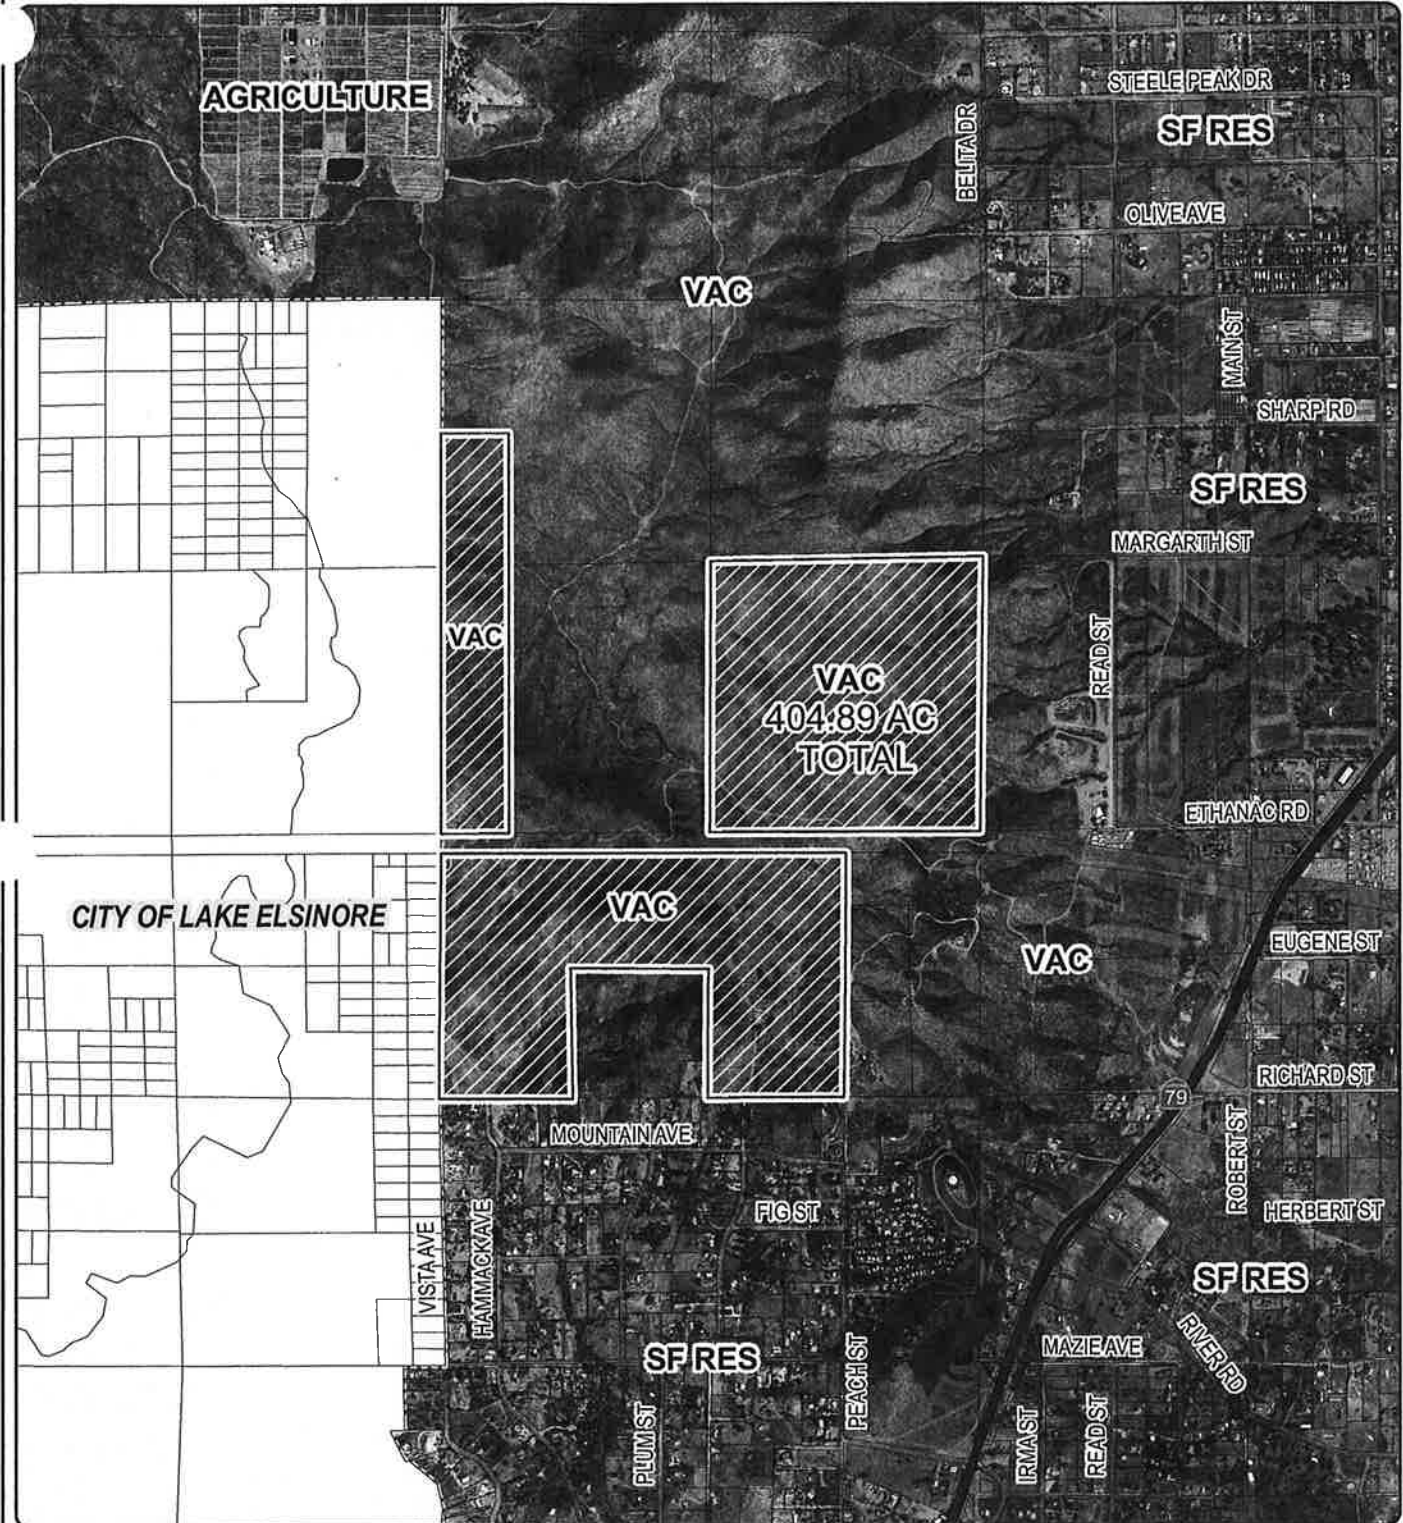 AGRICULTURE
STEELE PEAK DR
SF RES
BELITA DR
OLIVE AVE
VAC
MAIN ST
SHARP RD
SF RES
MARGARTH ST
VAC
READ ST
VAC
404.89 AC
TOTAL
ETHANAC RD
CITY OF LAKE ELSINORE
VAC
EUGENE ST
VAC
RICHARD ST
79
MOUNTAIN AVE
ROBERT ST
FIG ST
HERBERT ST
VISTA AVE
HAMMACK AVE
SF RES
SF RES
PEACH ST
MAZIE AVE
RIVER RD
PLUM ST
IRMA ST
READ ST